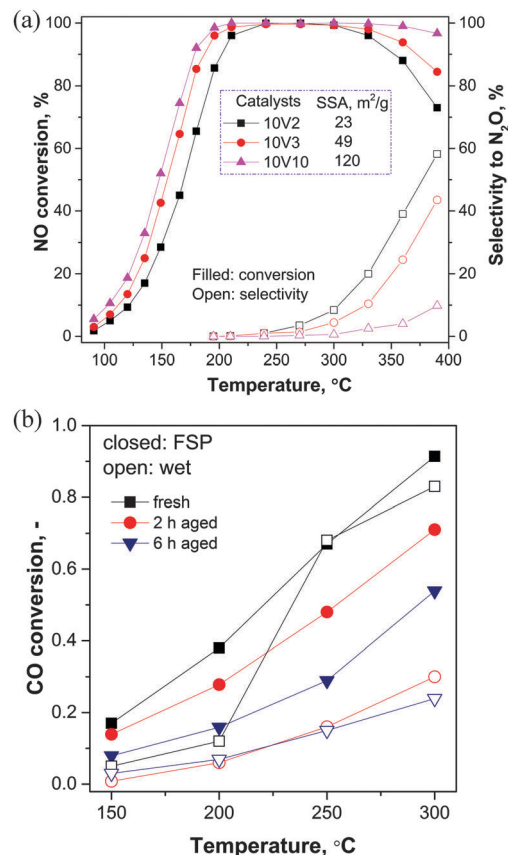 (a)
100
80
60
40
20
0
NO conversion, %
Catalysts SSA, m²/g
10V2 23
10V3 49
10V10 120
Filled: conversion
Open: selectivity
100
80
60
40
20
0
Selectivity to N₂O, %
100 150 200 250 300 350 400
Temperature, °C
(b)
1.0
0.8
0.6
0.4
0.2
0.0
CO conversion, -
closed: FSP
open: wet
fresh
2 h aged
6 h aged
150 200 250 300
Temperature, °C